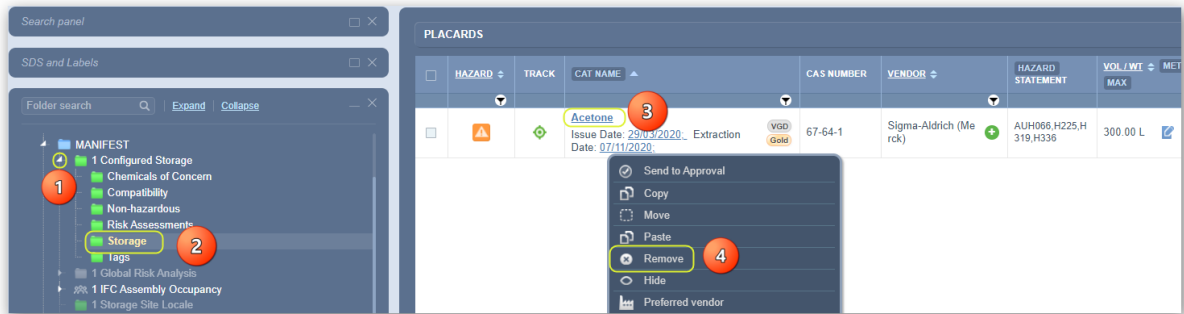 Search panel
SDS and Labels
Folder search
Expand
Collapse
MANIFEST
1 Configured Storage
Chemicals of Concern
Compatibility
Non-hazardous
Risk Assessments
Storage
Tags
1 Global Risk Analysis
1 IFC Assembly Occupancy
1 Storage Site Locale
1
2
PLACARDS
HAZARD
TRACK
CAT NAME
CAS NUMBER
VENDOR
HAZARD
STATEMENT
VOL / WT
MAX
MET
Acetone
3
Issue Date: 29/03/2020; Extraction
Date: 07/11/2020;
VGD
Gold
67-64-1
Sigma-Aldrich (Me
rck)
AUH066,H225,H
319,H336
300.00 L
Send to Approval
Copy
Move
Paste
Remove
4
Hide
Preferred vendor